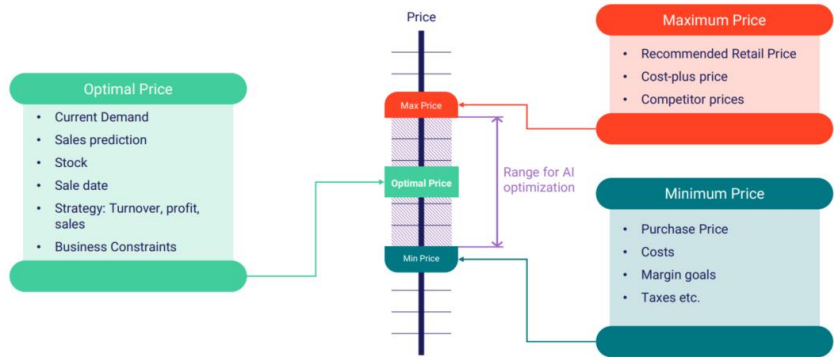 Price
Maximum Price
• Recommended Retail Price
• Cost-plus price
• Competitor prices
Optimal Price
• Current Demand
• Sales prediction
• Stock
• Sale date
• Strategy: Turnover, profit,
sales
• Business Constraints
Max Price
Optimal Price
Min Price
Range for AI
optimization
Minimum Price
• Purchase Price
• Costs
• Margin goals
• Taxes etc.